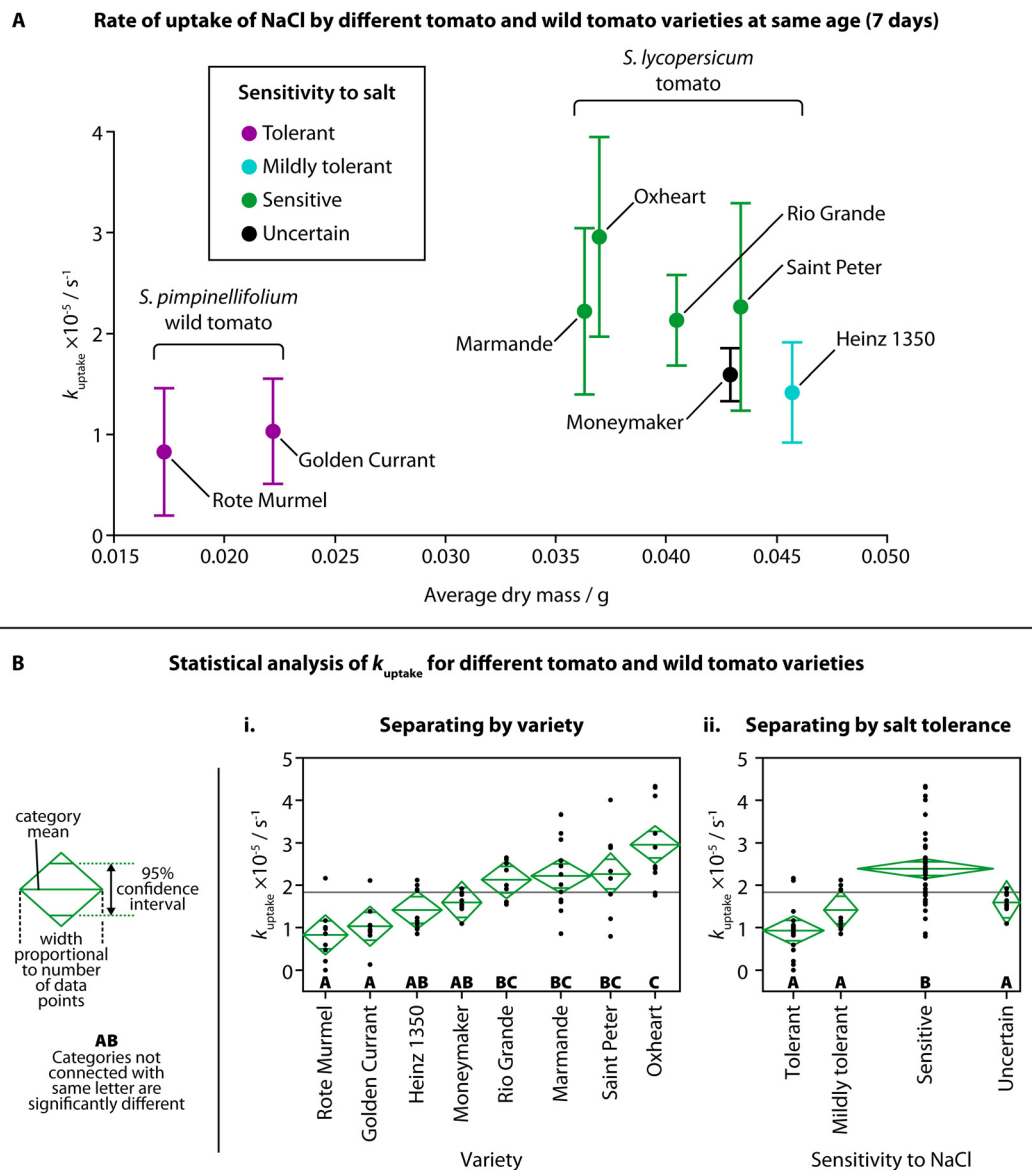 A
Rate of uptake of NaCl by different tomato and wild tomato varieties at same age (7 days)
S. lycopersicum
tomato
Sensitivity to salt
Tolerant
Mildly tolerant
Sensitive
Uncertain
4
3
2
1
0
k uptake ×10-5 / s-1
S. pimpinellifolium
wild tomato
Oxheart
Rio Grande
Saint Peter
Marmande
Heinz 1350
Moneymaker
Golden Currant
Rote Murmel
0.015
0.020
0.025
0.030
0.035
0.040
0.045
0.050
Average dry mass / g
B
Statistical analysis of k uptake for different tomato and wild tomato varieties
category
mean
95%
confidence
interval
width
proportional
to number
of data
points
AB
Categories not
connected with
same letter are
significantly different
i.
Separating by variety
5
4
3
2
1
0
k uptake ×10-5 / s-1
A
A
AB
AB
BC
BC
BC
C
Rote Murmel
Golden Currant
Heinz 1350
Moneymaker
Rio Grande
Marmande
Saint Peter
Oxheart
Variety
ii.
Separating by salt tolerance
5
4
3
2
1
0
k uptake ×10-5 / s-1
A
A
B
A
Tolerant
Mildly tolerant
Sensitive
Uncertain
Sensitivity to NaCl